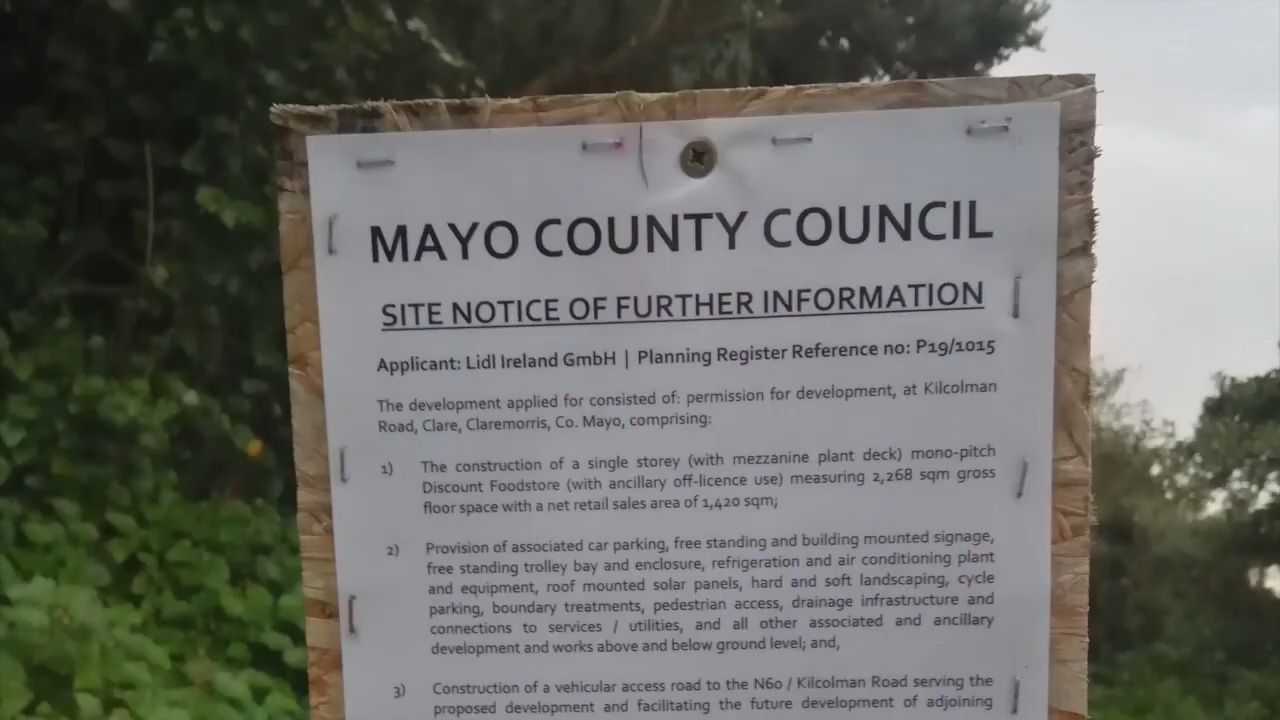 MAYO COUNTY COUNCIL
SITE NOTICE OF FURTHER INFORMATION
Applicant: Lidl Ireland GmbH | Planning Register Reference no: P19/1015
The development applied for consisted of: permission for development, at Kilcolman
Road, Clare, Claremorris, Co. Mayo, comprising:
1) The construction of a single storey (with mezzanine plant deck) mono-pitch
Discount Foodstore (with ancillary off-licence use) measuring 2,268 sqm gross
floor space with a net retail sales area of 1,420 sqm;
2) Provision of associated car parking, free standing and building mounted signage,
free standing trolley bay and enclosure, refrigeration and air conditioning plant
and equipment, roof mounted solar panels, hard and soft landscaping, cycle
parking, boundary treatments, pedestrian access, drainage infrastructure and
connections to services / utilities, and all other associated and ancillary
development and works above and below ground level; and,
3) Construction of a vehicular access road to the N60 / Kilcolman Road serving the
proposed development and facilitating the future development of adjoining